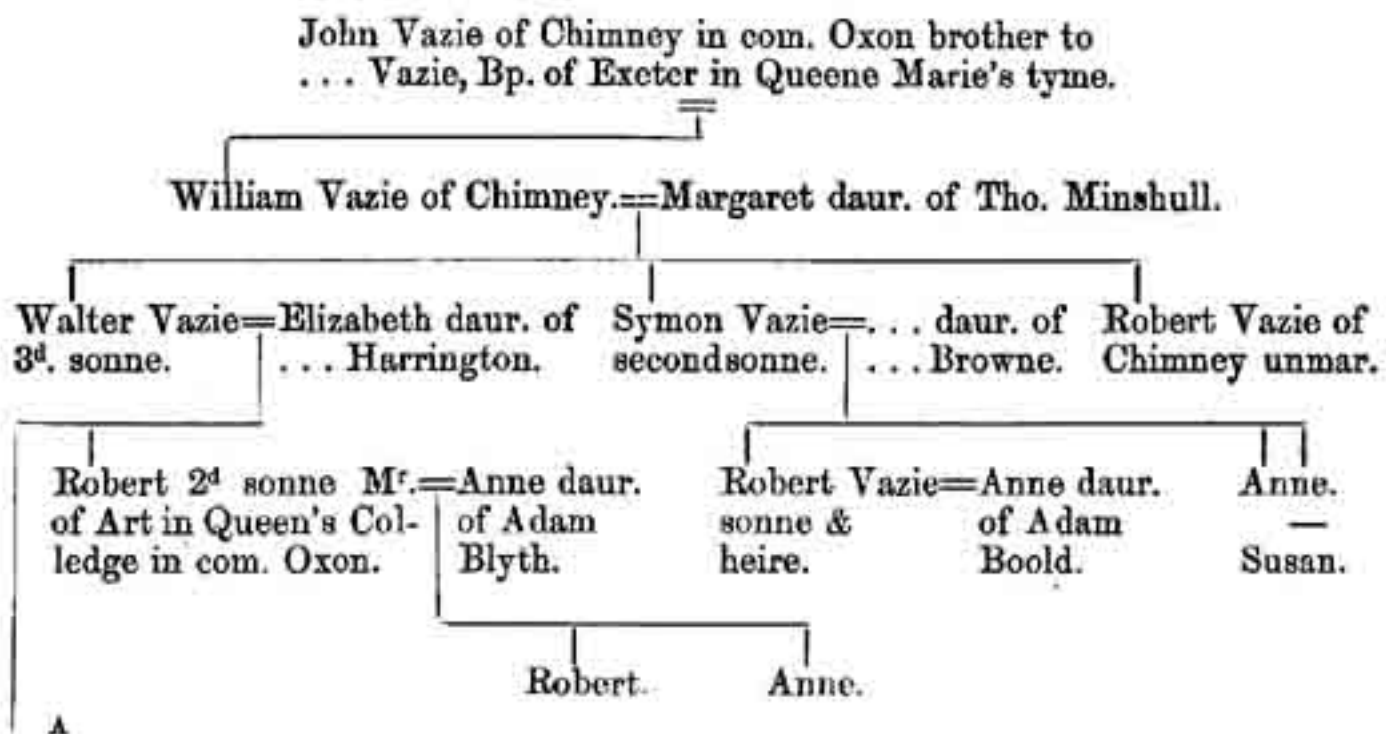 John Vazie of Chimney in com. Oxon brother to
... Vazie, Bp. of Exeter in Queene Marie's tyme.
William Vazie of Chimney.==Margaret daur. of Tho. Minshull.
Walter Vazie=Elizabeth daur. of
3d. sonne. ... Harrington.
Symon Vazie=... daur. of
second sonne. ... Browne.
Robert Vazie of
Chimney unmar.
Robert 2d sonne Mr.=Anne daur.
of Art in Queen's Col- of Adam
ledge in com. Oxon. Blyth.
Robert Vazie=Anne daur.
sonne & of Adam
heire. Boold.
Anne.
—
Susan.
Robert. Anne.
A